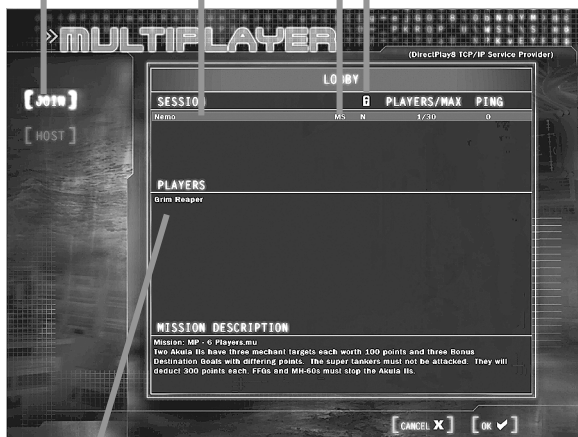 »MULTIPLAYER
(DirectPlay8 TCP/IP Service Provider)
LOBBY
[JOIN]
[HOST]
SESSION PLAYERS/MAX PING
Nemo MS N 1/30 0
PLAYERS
Grim Reaper
MISSION DESCRIPTION
Mission: MP - 6 Players.mu
Two Akula IIs have three mechant targets each worth 100 points and three Bonus
Destination Goals with differing points. The super tankers must not be attacked. They will
deduct 300 points each. FFGs and MH-60s must stop the Akula IIs.
[CANCEL X] [OK ✔]